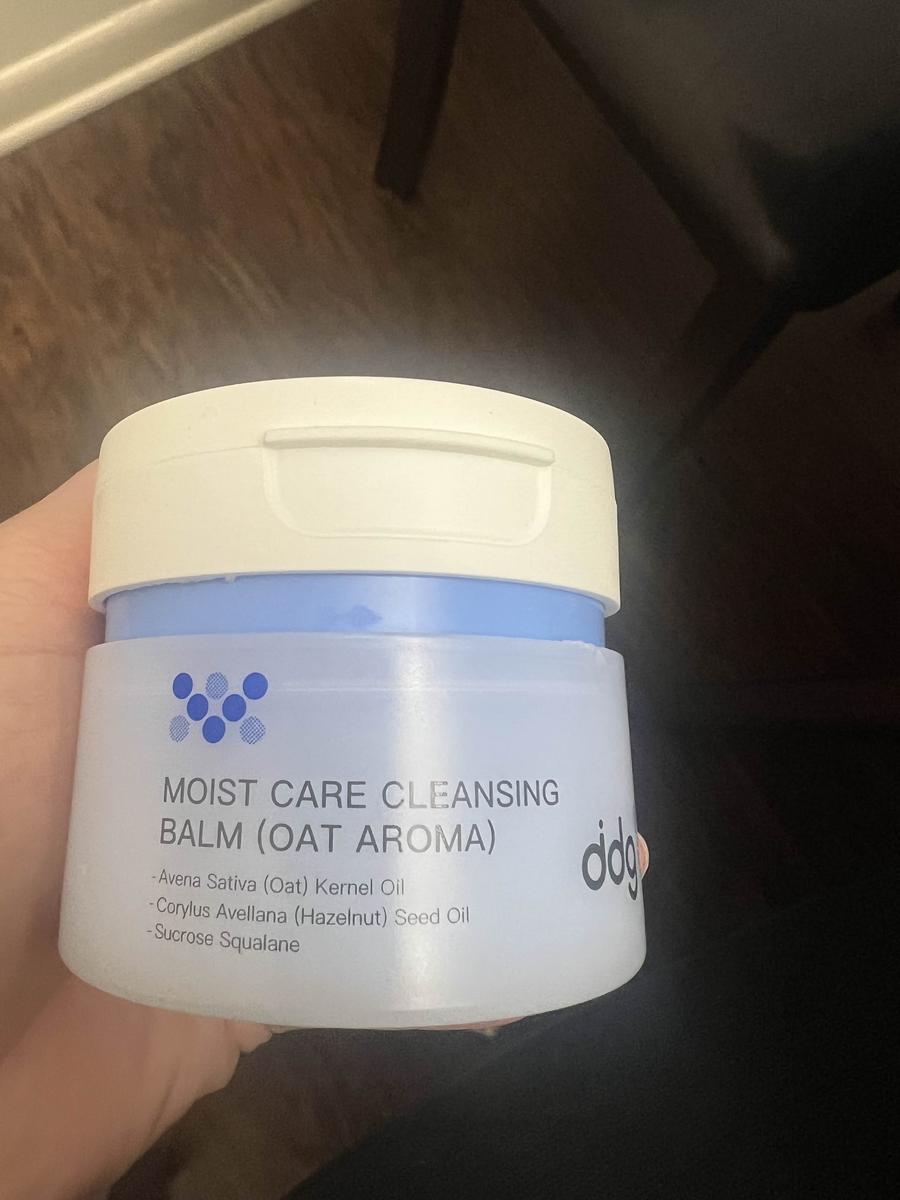 MOIST CARE CLEANSING
BALM (OAT AROMA)
-Avena Sativa (Oat) Kernel Oil
-Corylus Avellana (Hazelnut) Seed Oil
-Sucrose Squalane